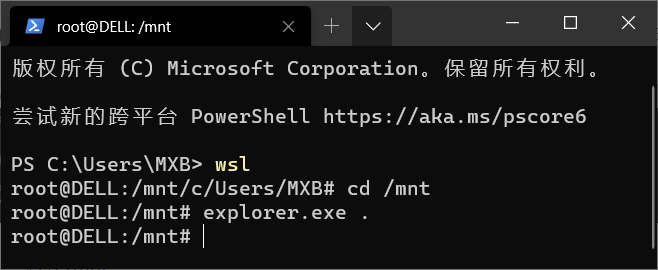 root@DELL: /mnt
版权所有 (C) Microsoft Corporation。保留所有权利。
尝试新的跨平台 PowerShell https://aka.ms/pscore6
PS C:\Users\MXB> wsl
root@DELL:/mnt/c/Users/MXB# cd /mnt
root@DELL:/mnt# explorer.exe .
root@DELL:/mnt#